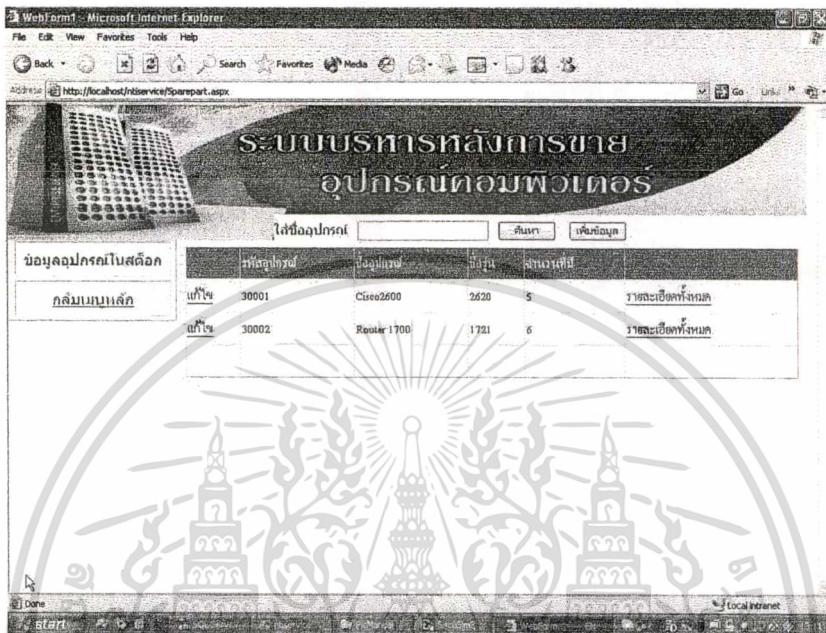 WebForm1 - Microsoft Internet Explorer
File Edit View Favorites Tools Help
Back Search Favorites Media
Address http://localhost/ntiservice/Sparepart.aspx Go Links »
ระบบบริหารหลังการขาย
อุปกรณ์คอมพิวเตอร์
ใส่ชื่ออุปกรณ์ ค้นหา เพิ่มข้อมูล
ข้อมูลอุปกรณ์ในสต็อก
กลับเมนูหลัก
รหัสอุปกรณ์ ชื่ออุปกรณ์ ชื่อรุ่น จำนวนที่มี
แก้ไข 30001 Cisco2600 2620 5 รายละเอียดทั้งหมด
แก้ไข 30002 Router 1700 1721 6 รายละเอียดทั้งหมด
Done Local intranet
start